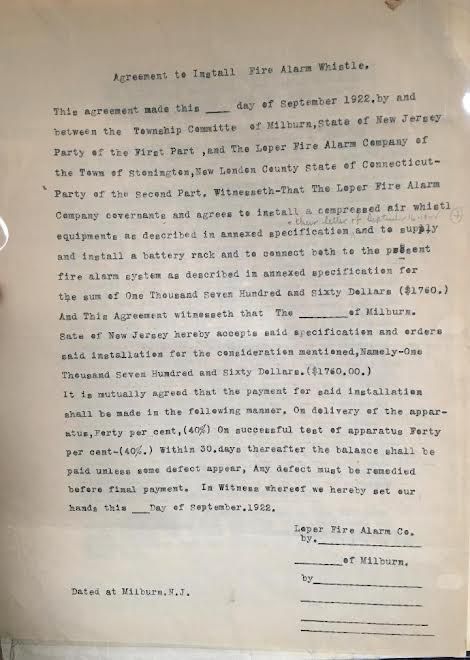 Agreement to Install Fire Alarm Whistle.
This agreement made this ____ day of September 1922.by and
between the Township Committe of Milburn,State of New Jersey
Party of the First Part ,and The Loper Fire Alarm Company of
the Town of Stonington,New London County State of Connecticut-
Party of the Second Part. Witnesseth-That The Loper Fire Alarm
Company covenants and agrees to install a compressed air whistl
+ their letter of September
equipments as described in annexed specification and to supply
and install a battery rack and to connect both to the present
fire alarm system as described in annexed specification for
the sum of One Thousand Seven Hundred and Sixty Dollars ($1760.)
And This Agreement witnesseth that The ________of Milburn.
Sate of New Jersey hereby accepts said specification and orders
said installation for the consideration mentioned,Namely-One
Thousand Seven Hundred and Sixty Dollars.($1760.00.)
It is mutually agreed that the payment for said installation
shall be made in the following manner. On delivery of the appar-
atus,Forty per cent,(40%) On successful test of apparatus Forty
per cent-(40%.) Within 30.days thereafter the balance shall be
paid unless some defect appear, Any defect must be remedied
before final payment. In Witness whereof we hereby set our
hands this ___Day of September.1922.
Loper Fire Alarm Co.
by.________________
________of Milburn.
by________________
Dated at Milburn.N.J.